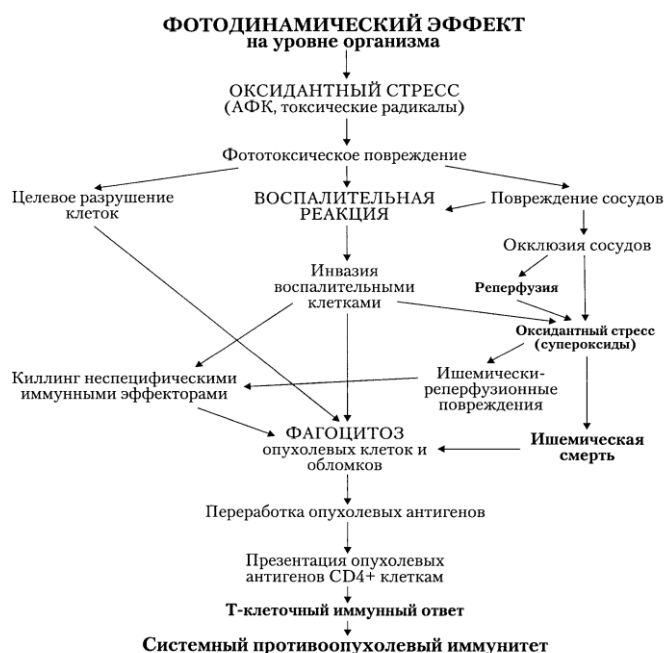 ФОТОДИНАМИЧЕСКИЙ ЭФФЕКТ
на уровне организма
ОКСИДАНТНЫЙ СТРЕСС
(АФК, токсические радикалы)
Фототоксическое повреждение
Целевое разрушение
клеток
ВОСПАЛИТЕЛЬНАЯ
РЕАКЦИЯ
Повреждение сосудов
Окклюзия сосудов
Инвазия
воспалительными
клетками
Реперфузия
Оксидантный стресс
(супероксиды)
Киллинг неспецифическими
иммунными эффекторами
Ишемически-
реперфузионные
повреждения
ФАГОЦИТОЗ
опухолевых клеток и
обломков
Ишемическая
смерть
Переработка опухолевых антигенов
Презентация опухолевых
антигенов CD4+ клеткам
Т-клеточный иммунный ответ
Системный противоопухолевый иммунитет